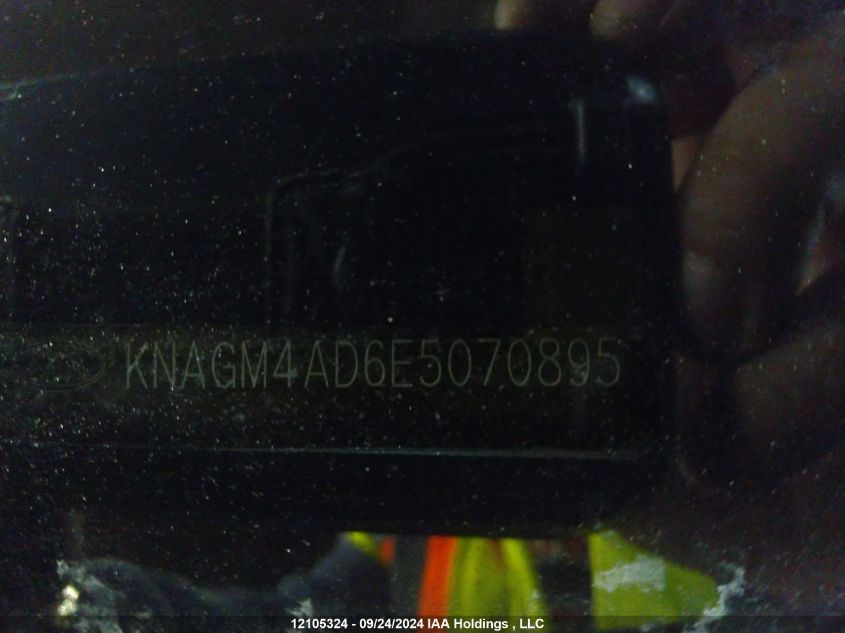 KNAGM4AD6E5070895
12105324 - 09/24/2024 IAA Holdings , LLC